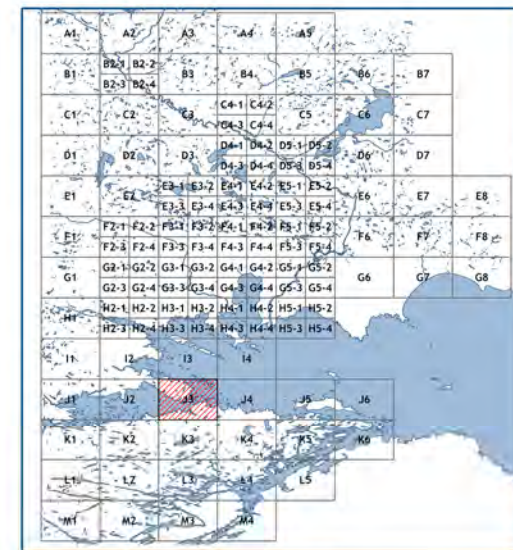 A1 A2 A3 A4 A5
B2-1 B2-2
B1 B3 B4 B5 B6 B7
B2-3 B2-4
C4-1 C4-2
C1 C2 C3 C5 C6 C7
C4-3 C4-4
D4-1 D4-2 D5-1 D5-2
D1 D2 D3 D6 D7
D4-3 D4-4 D5-3 D5-4
E3-1 E3-2 E4-1 E4-2 E5-1 E5-2
E1 E2 E6 E7 E8
E3-3 E3-4 E4-3 E4-4 E5-3 E5-4
F2-1 F2-2 F3-1 F3-2 F4-1 F4-2 F5-1 F5-2
F1 F6 F7 F8
F2-3 F2-4 F3-3 F3-4 F4-3 F4-4 F5-3 F5-4
G2-1 G2-2 G3-1 G3-2 G4-1 G4-2 G5-1 G5-2
G1 G6 G7 G8
G2-3 G2-4 G3-3 G3-4 G4-3 G4-4 G5-3 G5-4
H2-1 H2-2 H3-1 H3-2 H4-1 H4-2 H5-1 H5-2
H1
H2-3 H2-4 H3-3 H3-4 H4-3 H4-4 H5-3 H5-4
I1 I2 I3 I4
J1 J2 J3 J4 J5 J6
K1 K2 K3 K4 K5 K6
L1 L2 L3 L4 L5
M1 M2 M3 M4